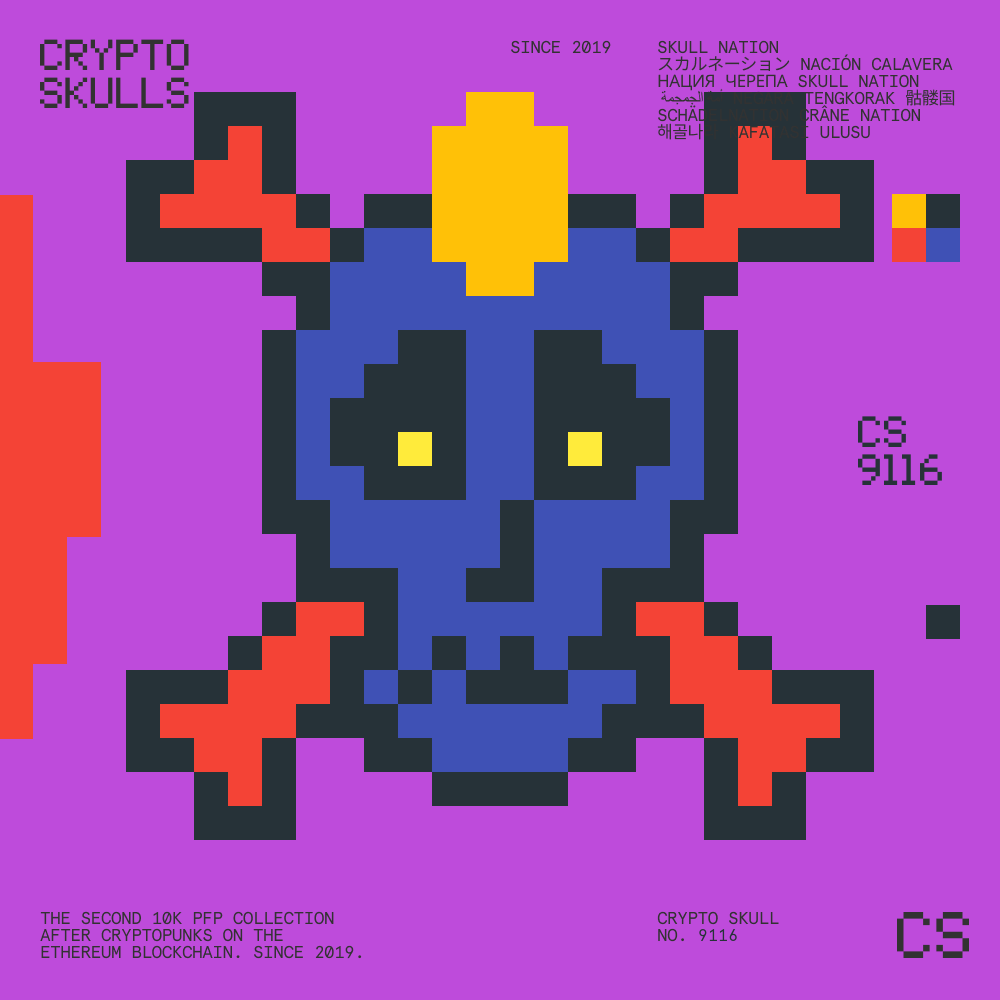 CRYPTO
SKULLS
SINCE 2019
SKULL NATION
スカルネーション NACIÓN CALAVERA
НАЦИЯ ЧЕРЕПА SKULL NATION
TENGKORAK 骷髅国
CRÂNE NATION
ULUSU
CS
9116
THE SECOND 10K PFP COLLECTION
AFTER CRYPTOPUNKS ON THE
ETHEREUM BLOCKCHAIN. SINCE 2019.
CRYPTO SKULL
NO. 9116
CS